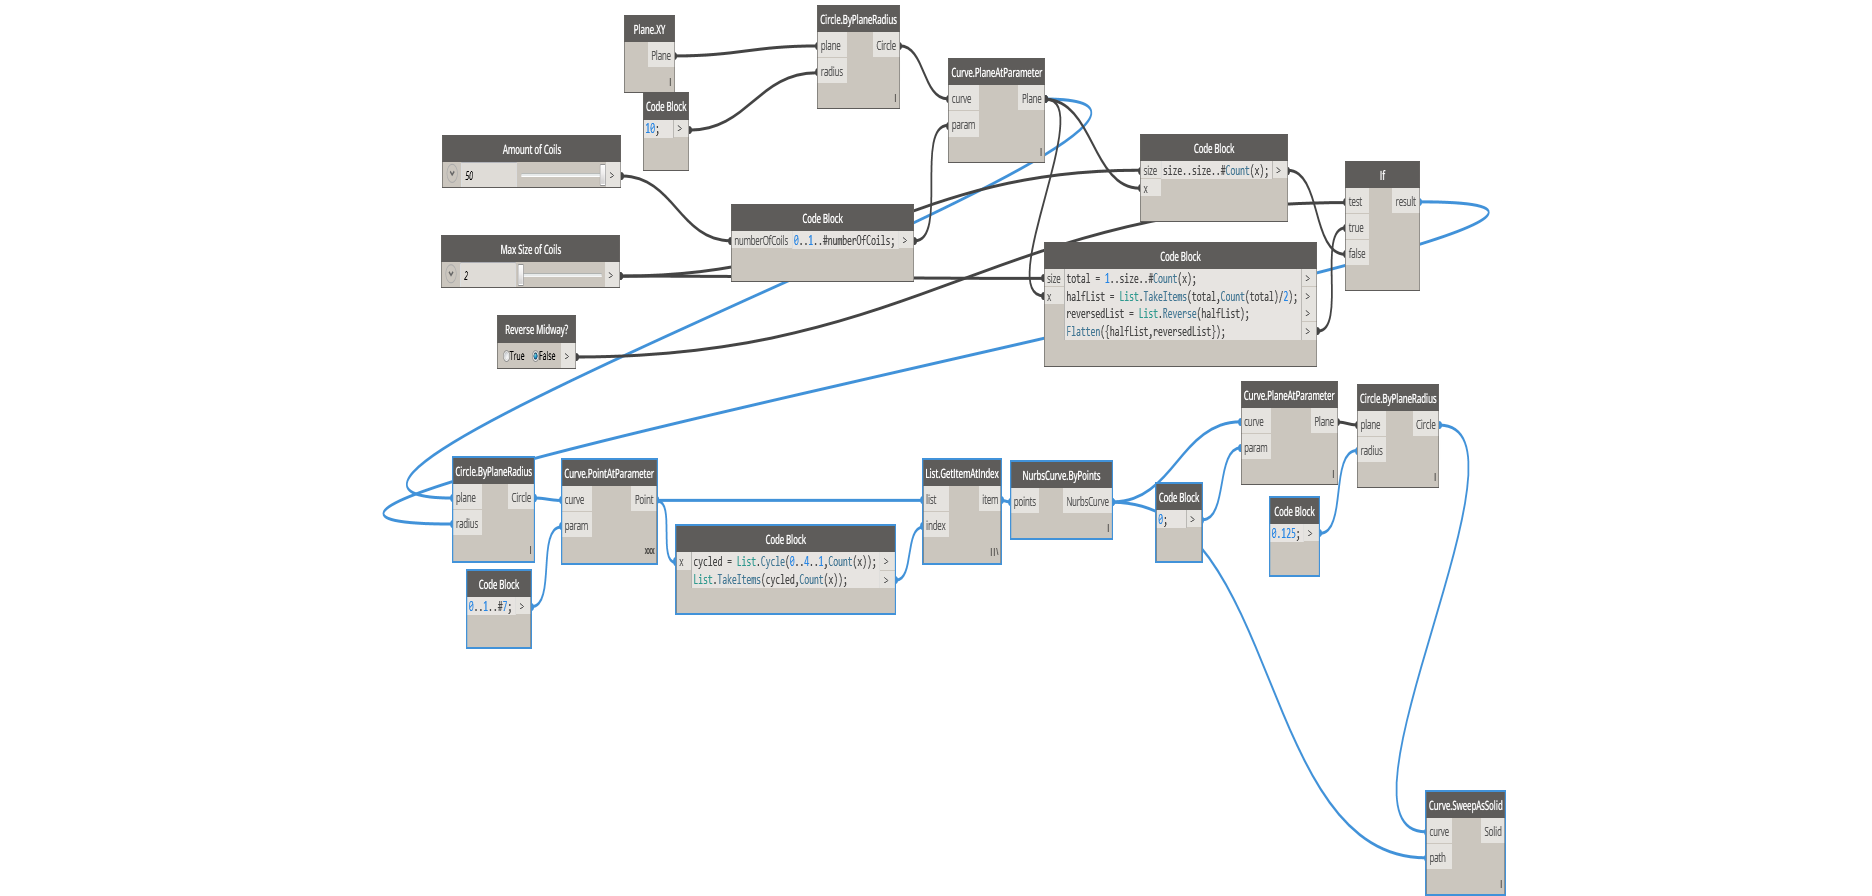 Plane.XY
Plane
Code Block
10; >
Circle.ByPlaneRadius
plane Circle
radius
Curve.PlaneAtParameter
curve Plane
param
Amount of Coils
50 >
Max Size of Coils
2 >
Reverse Midway?
True False >
Code Block
numberOfCoils 0..1..#numberOfCoils; >
Code Block
size size..size..#Count(x); >
x
Code Block
size total = 1..size..#Count(x); >
x halfList = List.TakeItems(total,Count(total)/2); >
reversedList = List.Reverse(halfList); >
Flatten({halfList,reversedList}); >
If
test result
true
false
Circle.ByPlaneRadius
plane Circle
radius
Code Block
0..1..#7; >
Curve.PointAtParameter
curve Point
param
xxx
Code Block
x cycled = List.Cycle(0..4..1,Count(x)); >
List.TakeItems(cycled,Count(x)); >
List.GetItemAtIndex
list item
index
NurbsCurve.ByPoints
points NurbsCurve
Code Block
0; >
Curve.PlaneAtParameter
curve Plane
param
Code Block
0.125; >
Circle.ByPlaneRadius
plane Circle
radius
Curve.SweepAsSolid
curve Solid
path